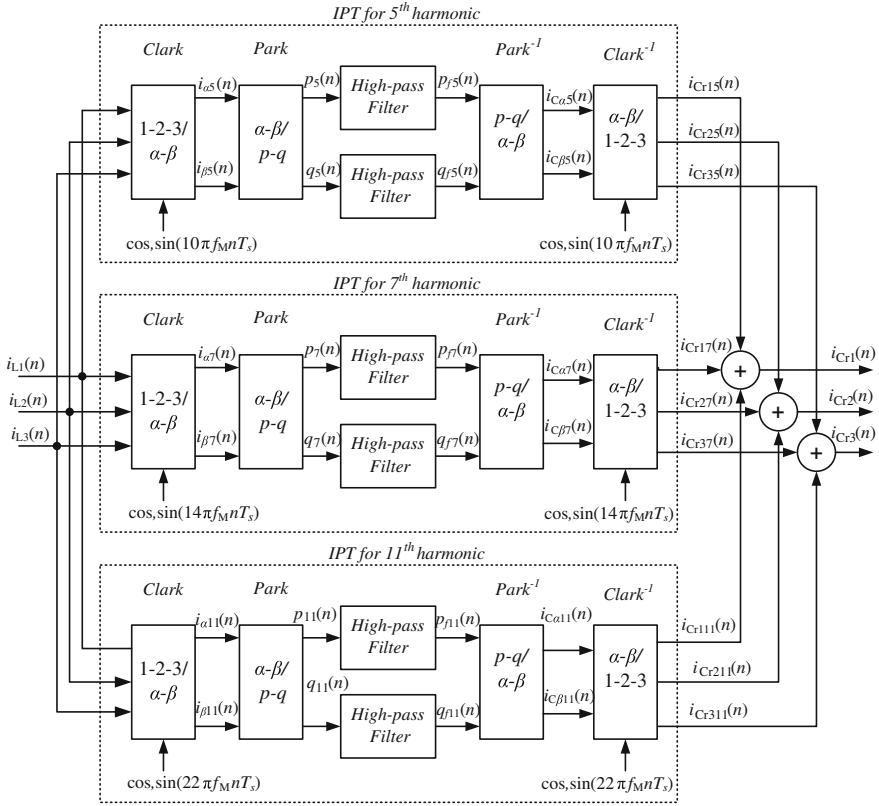 IPT for 5th harmonic
Clark
Park
Park-1
Clark-1
iα5(n)
p5(n)
High-pass
Filter
pf5(n)
iCα5(n)
iCr15(n)
1-2-3/
α-β
α-β/
p-q
p-q/
α-β
α-β/
1-2-3
iCr25(n)
iβ5(n)
q5(n)
High-pass
Filter
qf5(n)
iCβ5(n)
iCr35(n)
cos,sin(10πfMnTs)
cos,sin(10πfMnTs)
IPT for 7th harmonic
Clark
Park
Park-1
Clark-1
iL1(n)
iL2(n)
iL3(n)
iα7(n)
p7(n)
High-pass
Filter
pf7(n)
iCα7(n)
iCr17(n)
iCr1(n)
1-2-3/
α-β
α-β/
p-q
p-q/
α-β
α-β/
1-2-3
iCr27(n)
iCr2(n)
iβ7(n)
q7(n)
High-pass
Filter
qf7(n)
iCβ7(n)
iCr37(n)
iCr3(n)
+
+
+
cos,sin(14πfMnTs)
cos,sin(14πfMnTs)
IPT for 11th harmonic
Clark
Park
Park-1
Clark-1
iα11(n)
p11(n)
High-pass
Filter
pf11(n)
iCα11(n)
iCr111(n)
1-2-3/
α-β
α-β/
p-q
p-q/
α-β
α-β/
1-2-3
iCr211(n)
iβ11(n)
q11(n)
High-pass
Filter
qf11(n)
iCβ11(n)
iCr311(n)
cos,sin(22πfMnTs)
cos,sin(22πfMnTs)